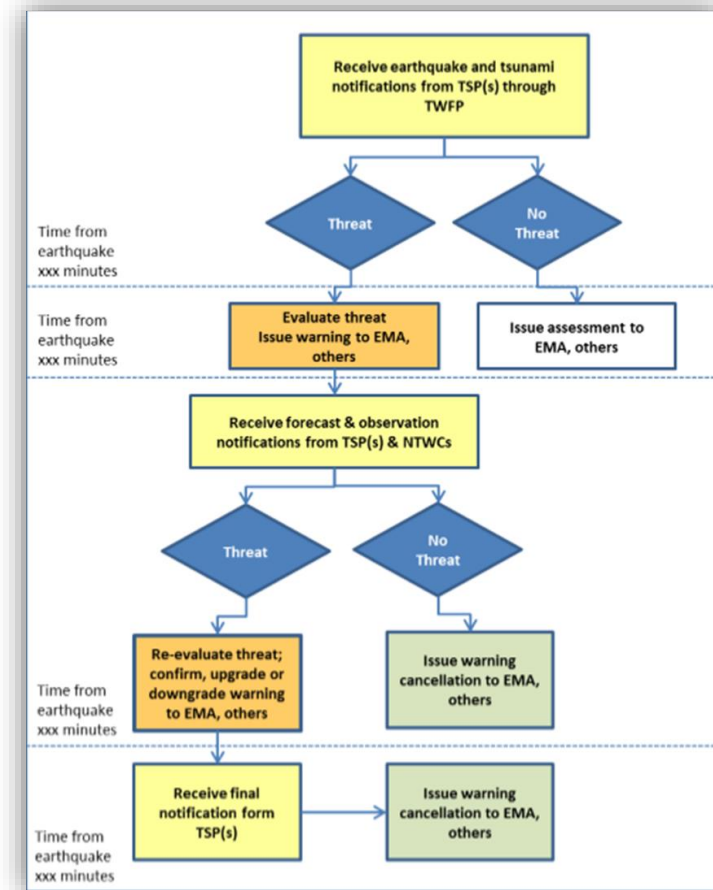 Receive earthquake and tsunami
notifications from TSP(s) through
TWFP
Threat
No
Threat
Time from
earthquake
xxx minutes
Time from
earthquake
xxx minutes
Evaluate threat
Issue warning to EMA,
others
Issue assessment to
EMA, others
Receive forecast & observation
notifications from TSP(s) & NTWCs
Threat
No
Threat
Time from
earthquake
xxx minutes
Re-evaluate threat;
confirm, upgrade or
downgrade warning
to EMA, others
Issue warning
cancellation to EMA,
others
Time from
earthquake
xxx minutes
Receive final
notification form
TSP(s)
Issue warning
cancellation to EMA,
others